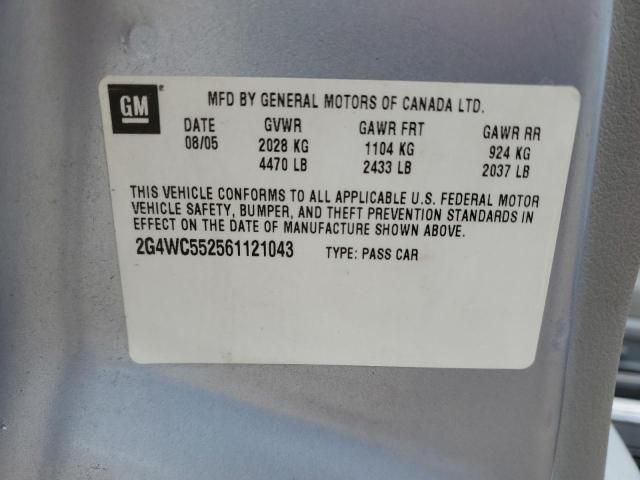 GM
MFD BY GENERAL MOTORS OF CANADA LTD.
DATE GVWR GAWR FRT GAWR RR
08/05 2028 KG 1104 KG 924 KG
4470 LB 2433 LB 2037 LB
THIS VEHICLE CONFORMS TO ALL APPLICABLE U.S. FEDERAL MOTOR
VEHICLE SAFETY, BUMPER, AND THEFT PREVENTION STANDARDS IN
EFFECT ON THE DATE OF MANUFACTURE SHOWN ABOVE.
2G4WC552561121043 TYPE: PASS CAR